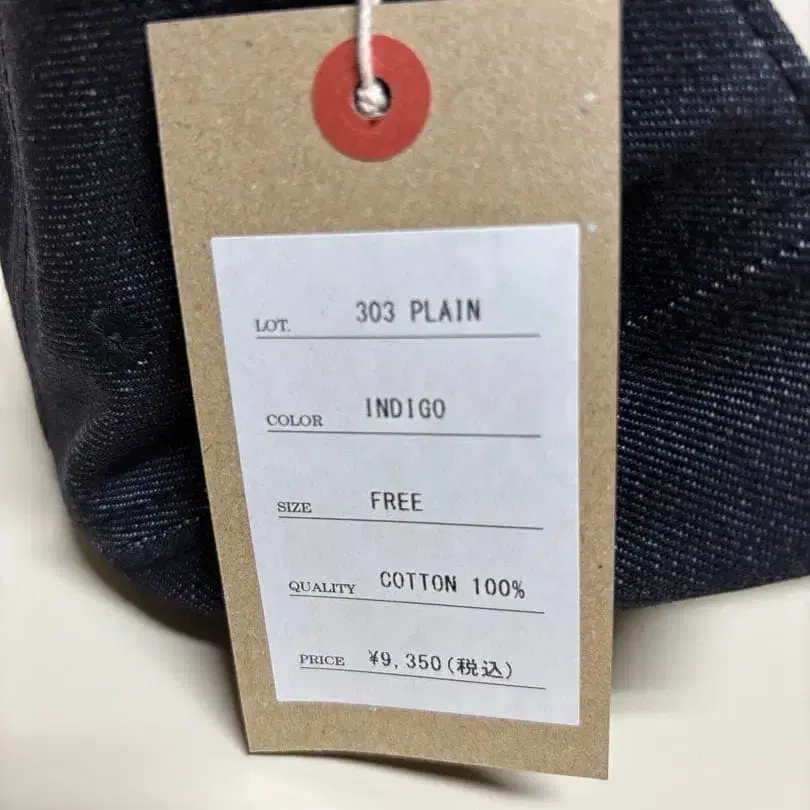 LOT. 303 PLAIN
COLOR INDIGO
SIZE FREE
QUALITY COTTON 100%
PRICE ¥9,350(税込)